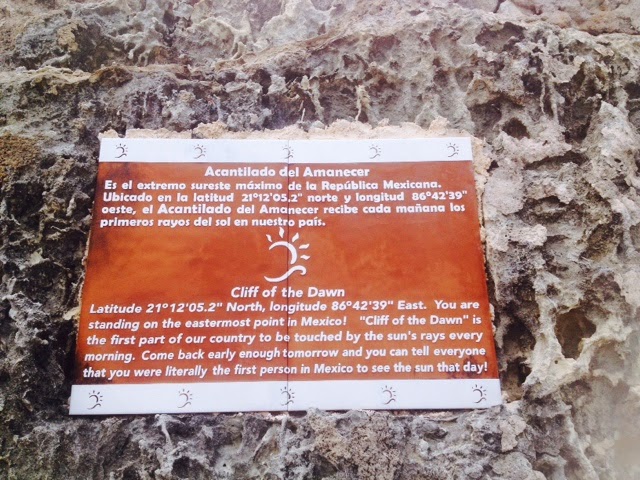 Acantilado del Amanecer
Es el extremo sureste máximo de la República Mexicana.
Ubicado en la latitud 21°12'05.2" norte y longitud 86°42'39"
oeste, el Acantilado del Amanecer recibe cada mañana los
primeros rayos del sol en nuestro país.
Cliff of the Dawn
Latitude 21°12'05.2" North, longitude 86°42'39" East. You are
standing on the easternmost point in Mexico! "Cliff of the Dawn" is
the first part of our country to be touched by the sun's rays every
morning. Come back early enough tomorrow and you can tell everyone
that you were literally the first person in Mexico to see the sun that day!